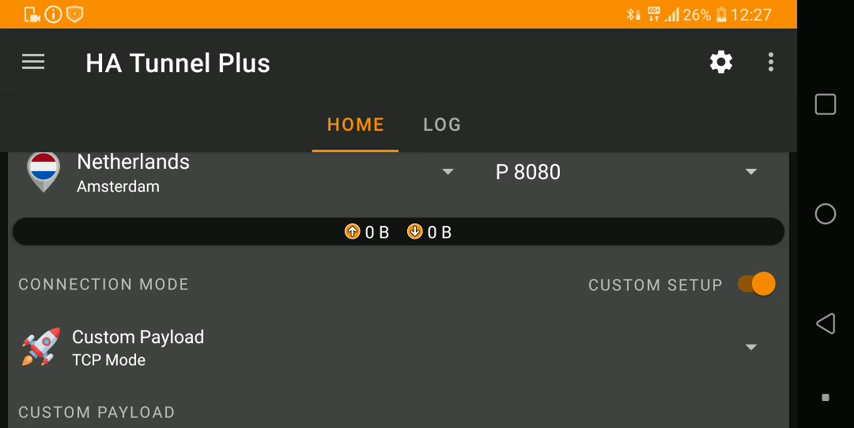 26% 12:27
HA Tunnel Plus
HOME LOG
Netherlands
Amsterdam
P 8080
0 B 0 B
CONNECTION MODE
CUSTOM SETUP
Custom Payload
TCP Mode
CUSTOM PAYLOAD